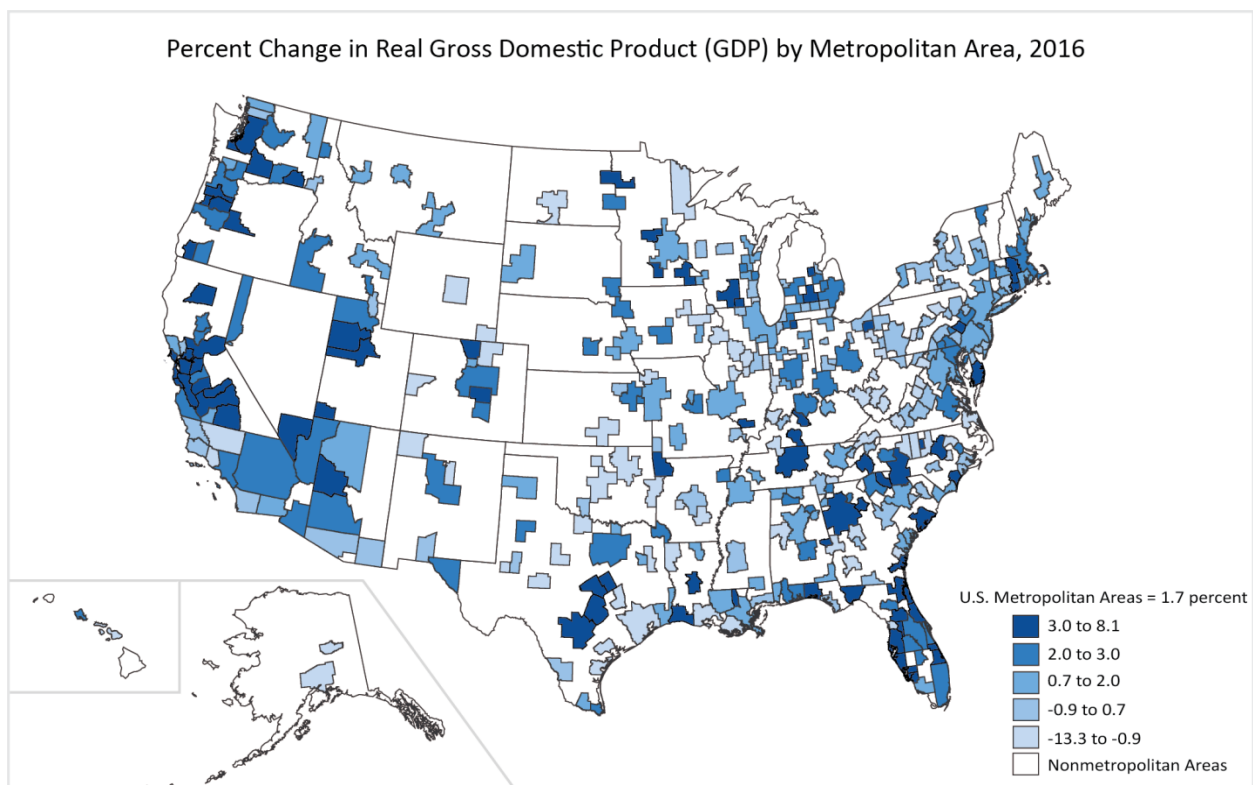 Percent Change in Real Gross Domestic Product (GDP) by Metropolitan Area, 2016
U.S. Metropolitan Areas = 1.7 percent
3.0 to 8.1
2.0 to 3.0
0.7 to 2.0
-0.9 to 0.7
-13.3 to -0.9
Nonmetropolitan Areas